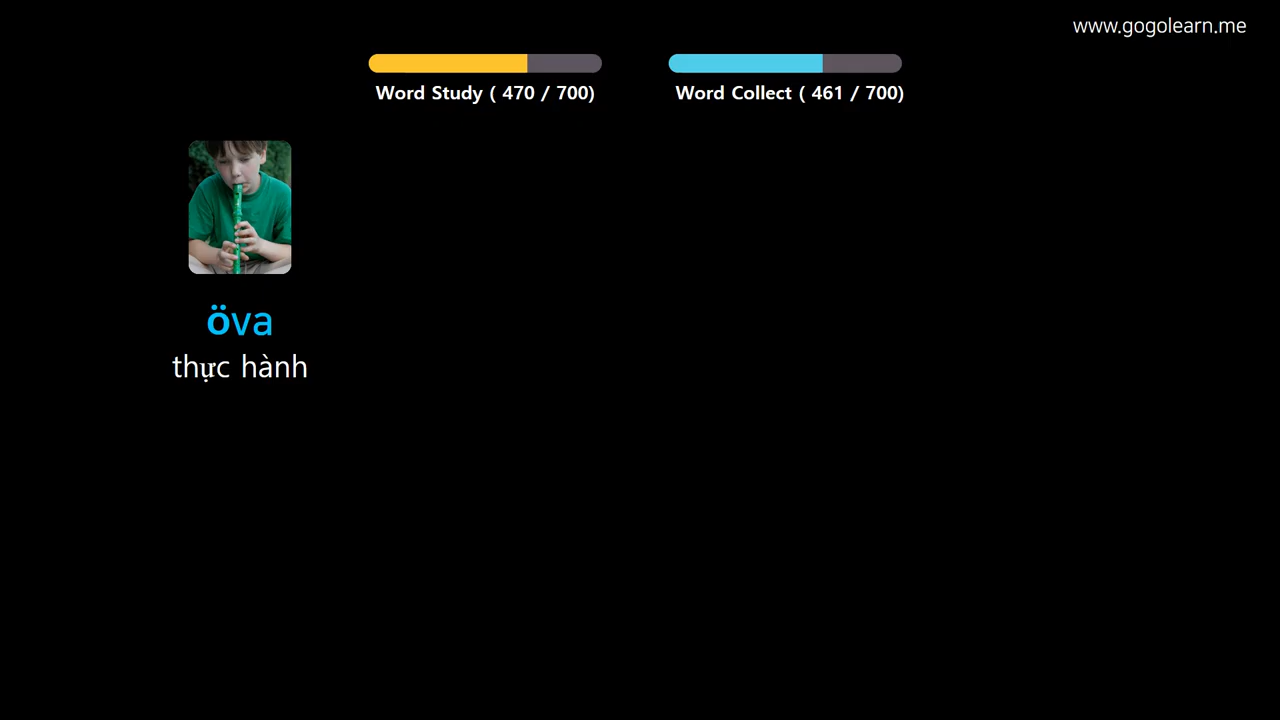 www.gogolearn.me
Word Study ( 470 / 700)
Word Collect ( 461 / 700)
öva
thực hành